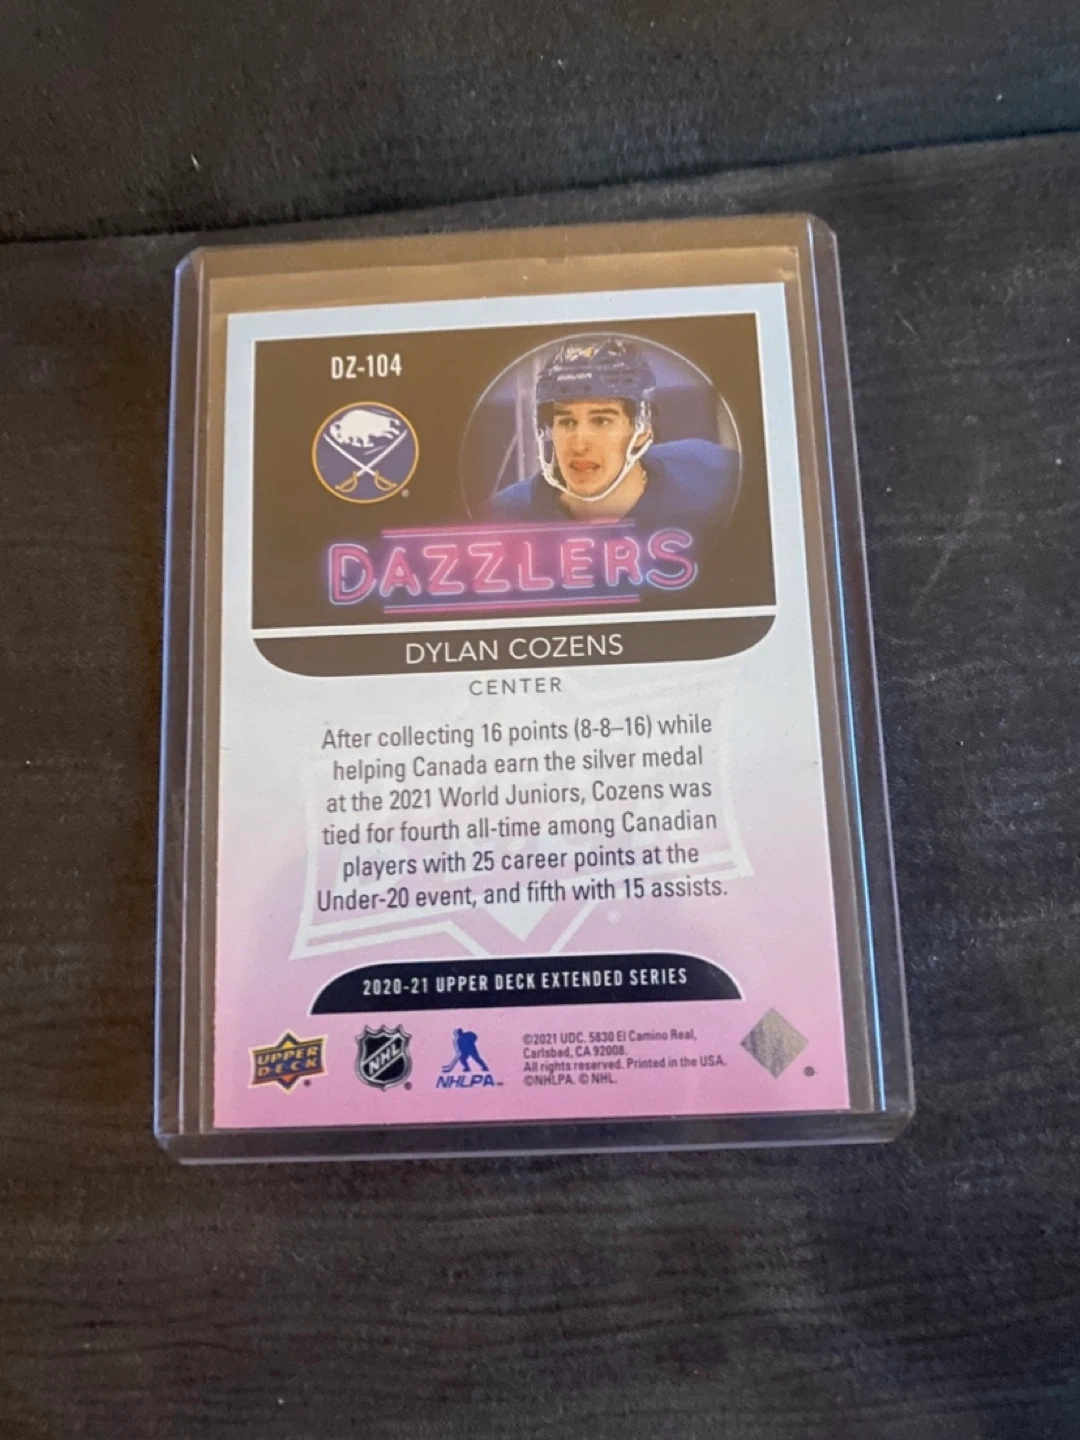 DZ-104
BAUER
DAZZLERS
DYLAN COZENS
CENTER
After collecting 16 points (8-8–16) while
helping Canada earn the silver medal
at the 2021 World Juniors, Cozens was
tied for fourth all-time among Canadian
players with 25 career points at the
Under-20 event, and fifth with 15 assists.
2020-21 UPPER DECK EXTENDED SERIES
UPPER
DECK
NHL
NHLPA
©2021 UDC. 5830 El Camino Real,
Carlsbad, CA 92008.
All rights reserved. Printed in the USA.
©NHLPA. © NHL.